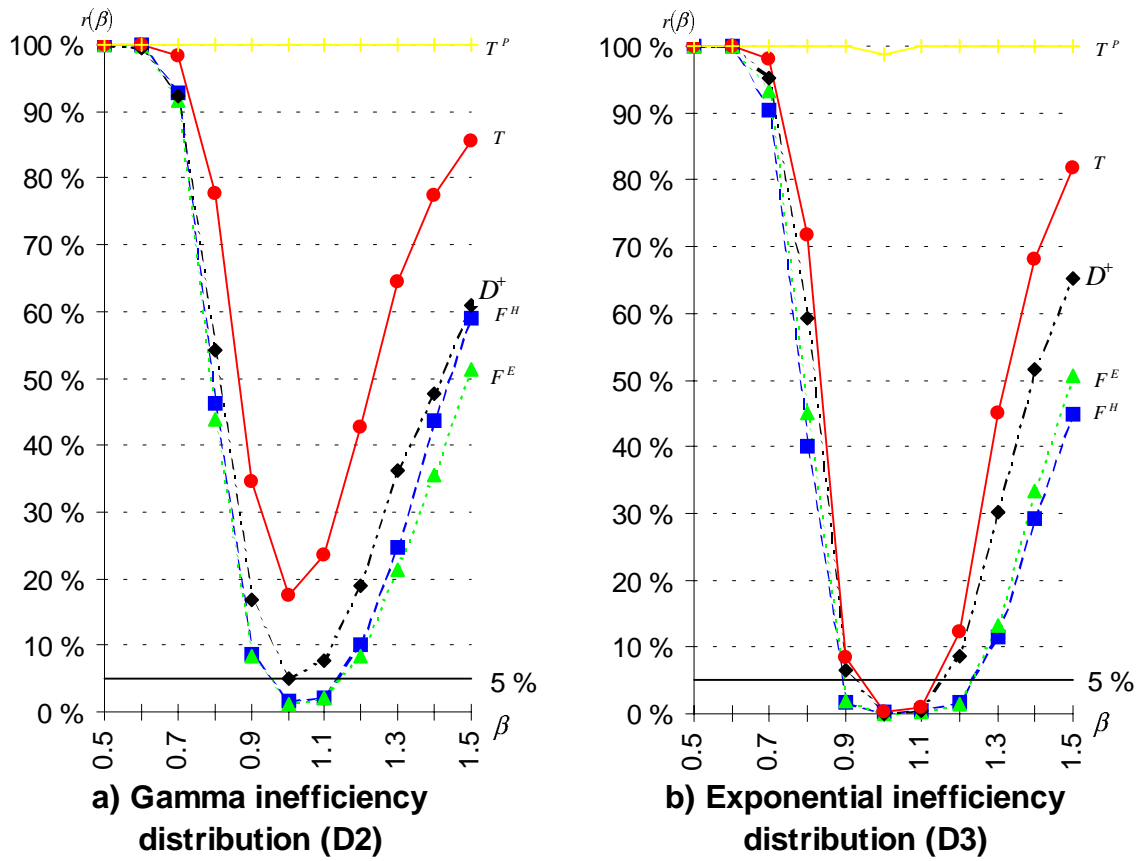 r(β)
100 %
90 %
80 %
70 %
60 %
50 %
40 %
30 %
20 %
10 %
0 %
T^P
T
D^+
F^H
F^E
5 %
β
0.5
0.7
0.9
1.1
1.3
1.5
a) Gamma inefficiency
distribution (D2)
r(β)
100 %
90 %
80 %
70 %
60 %
50 %
40 %
30 %
20 %
10 %
0 %
T^P
T
D^+
F^E
F^H
5 %
β
0.5
0.7
0.9
1.1
1.3
1.5
b) Exponential inefficiency
distribution (D3)